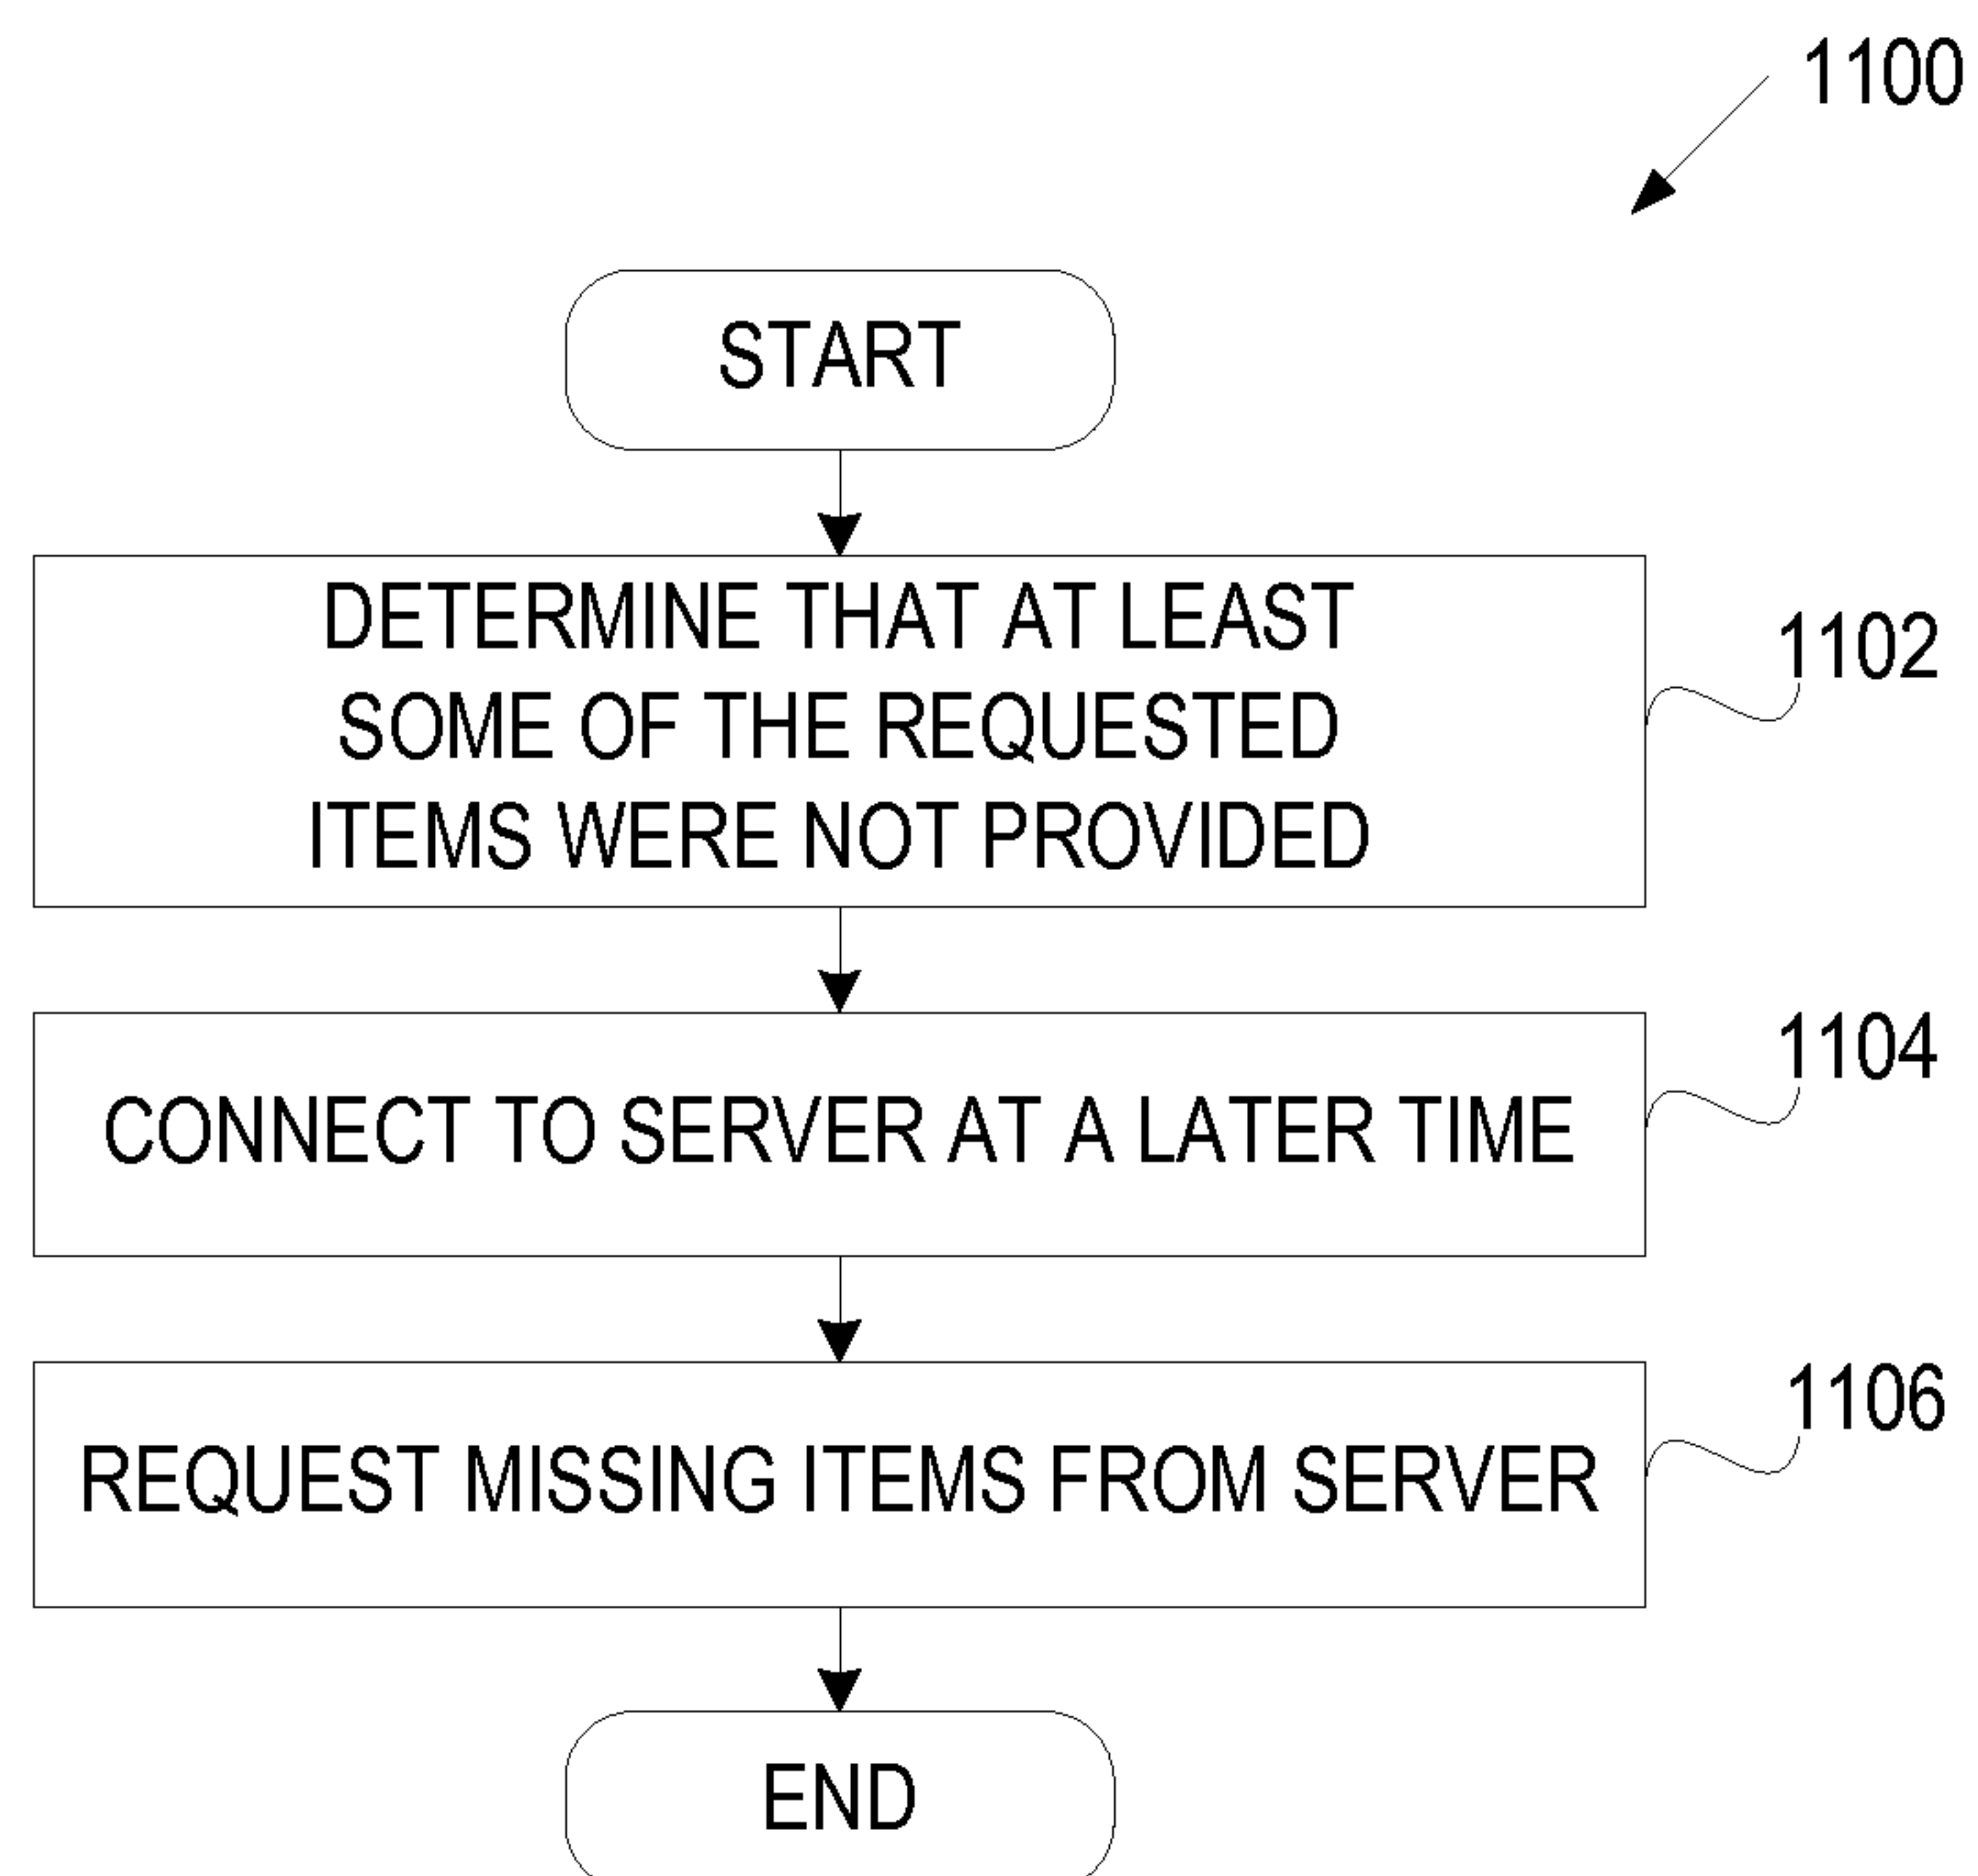 1100
START
DETERMINE THAT AT LEAST
SOME OF THE REQUESTED
ITEMS WERE NOT PROVIDED
1102
CONNECT TO SERVER AT A LATER TIME
1104
REQUEST MISSING ITEMS FROM SERVER
1106
END